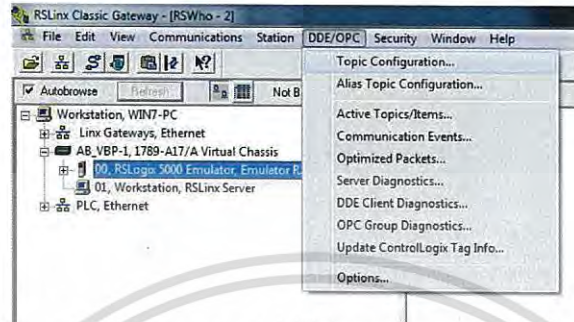 RSLinx Classic Gateway - [RSWho - 2]
File Edit View Communications Station DDE/OPC Security Window Help
Autobrowse Refresh Not B
Workstation, WIN7-PC
Linx Gateways, Ethernet
AB_VBP-1, 1789-A17/A Virtual Chassis
00, RSLogix 5000 Emulator, Emulator
01, Workstation, RSLinx Server
PLC, Ethernet
Topic Configuration...
Alias Topic Configuration...
Active Topics/Items...
Communication Events...
Optimized Packets...
Server Diagnostics...
DDE Client Diagnostics...
OPC Group Diagnostics...
Update ControlLogix Tag Info...
Options...